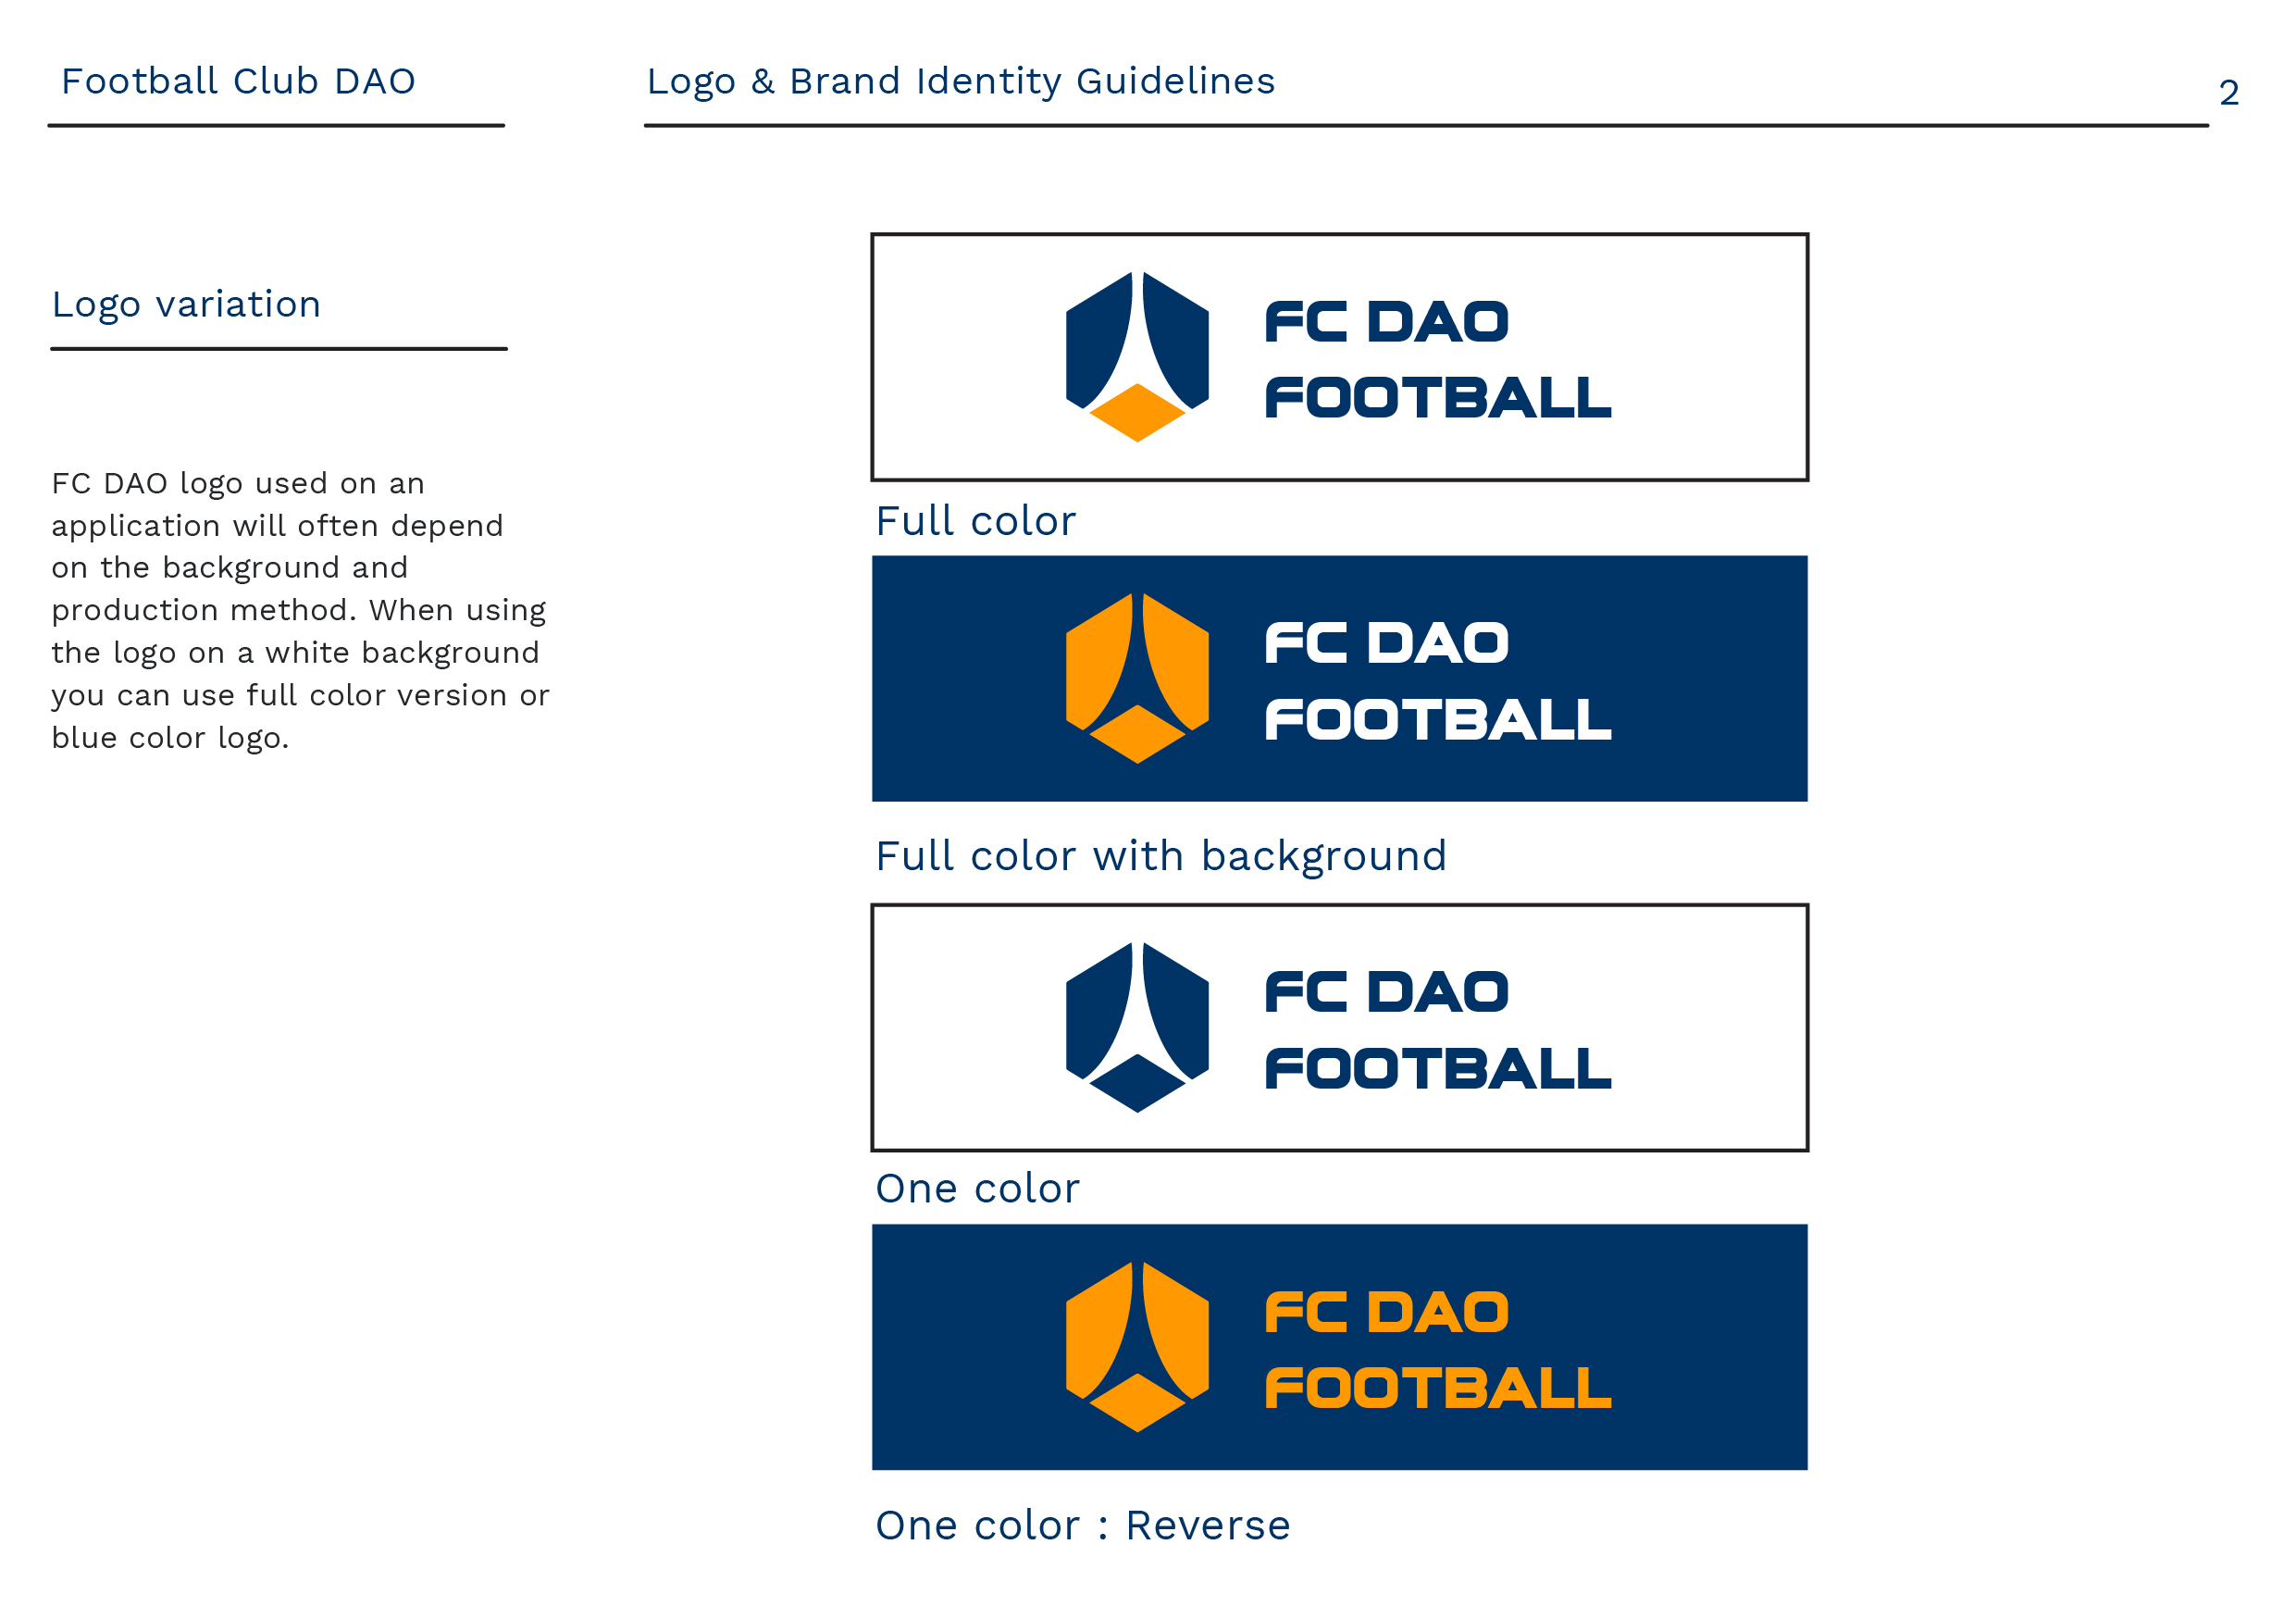 Football Club DAO
Logo & Brand Identity Guidelines
2
Logo variation
FC DAO logo used on an
application will often depend
on the background and
production method. When using
the logo on a white background
you can use full color version or
blue color logo.
FC DAO
FOOTBALL
Full color
FC DAO
FOOTBALL
Full color with background
FC DAO
FOOTBALL
One color
FC DAO
FOOTBALL
One color : Reverse